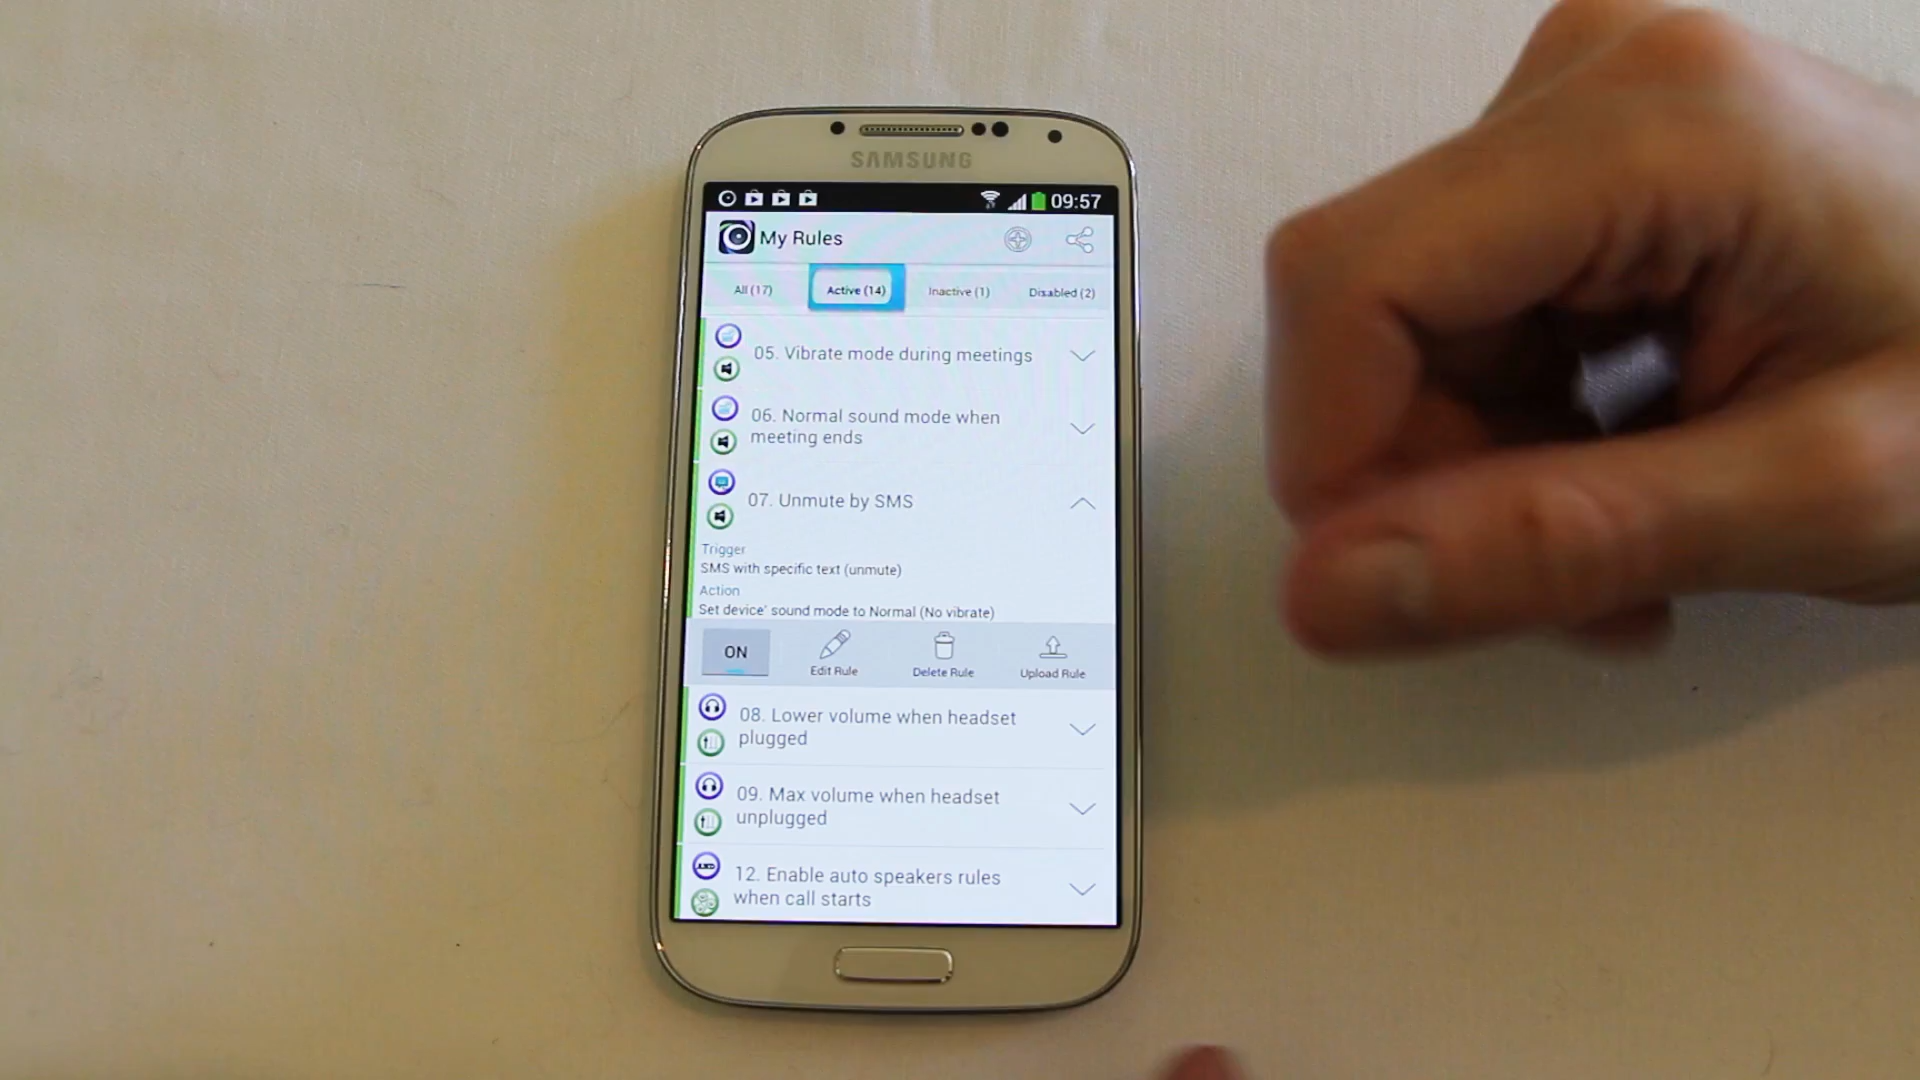 SAMSUNG
09:57
My Rules
All (17)
Active (14)
Inactive (1)
Disabled (2)
05. Vibrate mode during meetings
06. Normal sound mode when
meeting ends
07. Unmute by SMS
Trigger
SMS with specific text (unmute)
Action
Set device' sound mode to Normal (No vibrate)
ON
Edit Rule
Delete Rule
Upload Rule
08. Lower volume when headset
plugged
09. Max volume when headset
unplugged
12. Enable auto speakers rules
when call starts